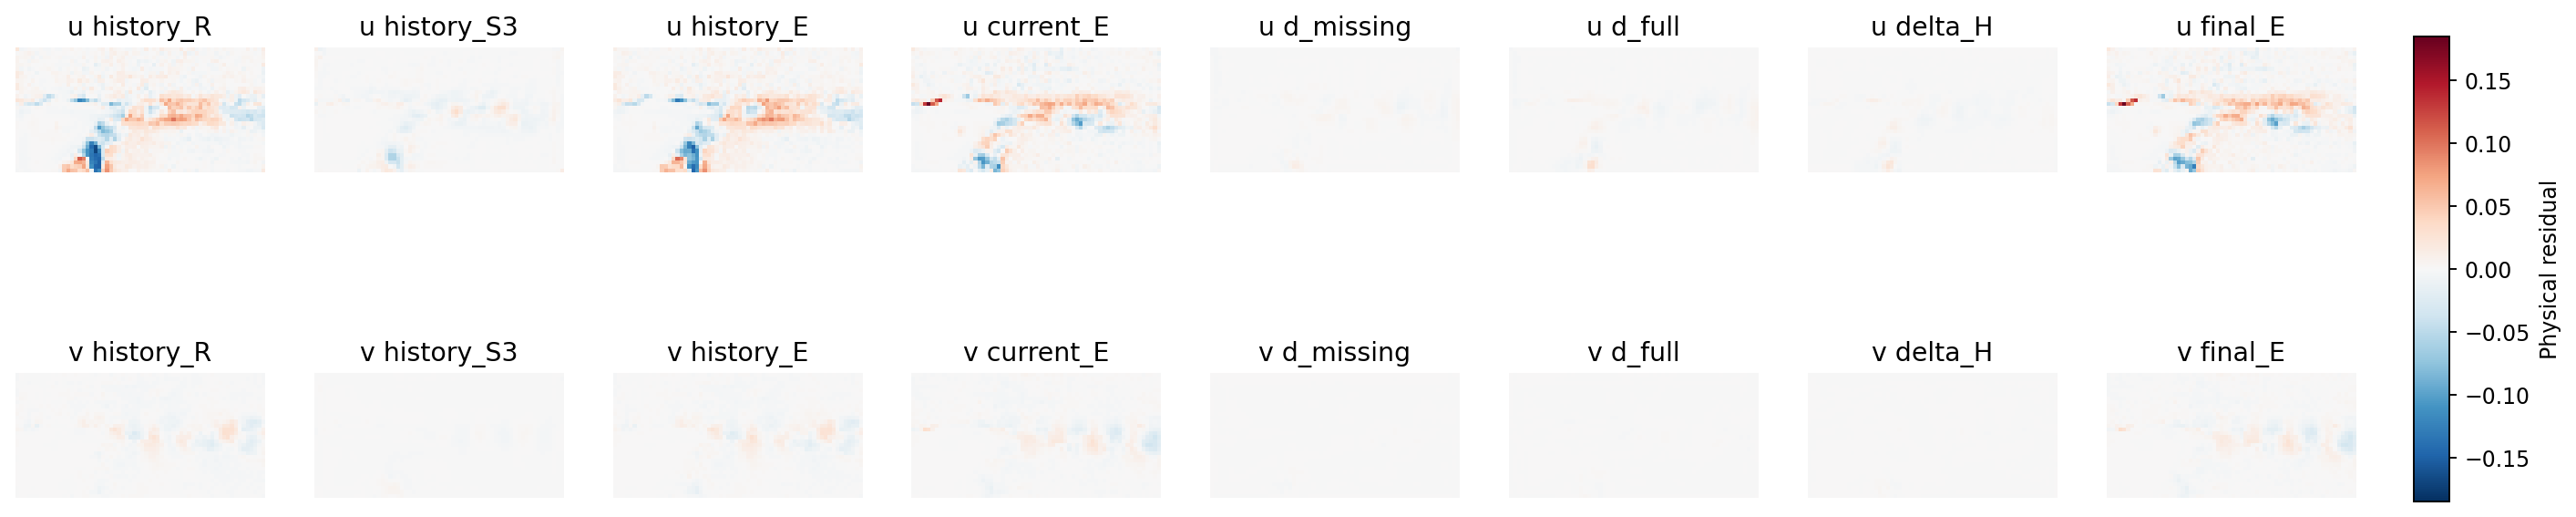 u history_R u history_S3 u history_E u current_E u d_missing u d_full u delta_H u final_E
v history_R v history_S3 v history_E v current_E v d_missing v d_full v delta_H v final_E
0.15
0.10
0.05
0.00
−0.05
−0.10
−0.15
Physical residual